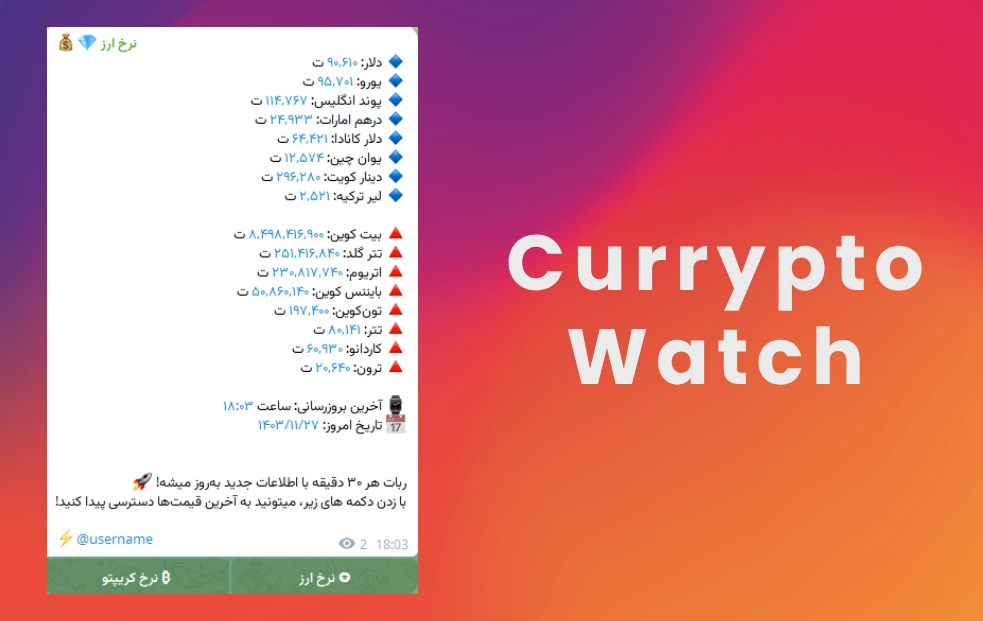 نرخ ارز 💎 💰
🔷 دلار: ۹۰,۶۱۰ ت
🔷 یورو: ۹۵,۷۰۱ ت
🔷 پوند انگلیس: ۱۱۴,۷۶۷ ت
🔷 درهم امارات: ۲۴,۹۳۳ ت
🔷 دلار کانادا: ۶۴,۴۲۱ ت
🔷 یوان چین: ۱۲,۵۷۴ ت
🔷 دینار کویت: ۲۹۶,۲۸۰ ت
🔷 لیر ترکیه: ۲,۵۲۱ ت
🔺 بیت کوین: ۸,۴۹۸,۴۱۶,۹۰۰ ت
🔺 تتر گلد: ۲۵۱,۴۱۶,۸۴۰ ت
🔺 اتریوم: ۲۳۰,۸۱۷,۷۴۰ ت
🔺 بایننس کوین: ۵۰,۸۶۰,۱۴۰ ت
🔺 تون‌کوین: ۱۹۷,۴۰۰ ت
🔺 تتر: ۸۰,۱۴۱ ت
🔺 کاردانو: ۶۰,۹۳۰ ت
🔺 ترون: ۲۰,۶۴۰ ت
آخرین بروزرسانی: ساعت ۱۸:۰۳
17 تاریخ امروز: ۱۴۰۳/۱۱/۲۷
ربات هر ۳۰ دقیقه با اطلاعات جدید به‌روز میشه! 🚀
با زدن دکمه های زیر، میتونید به آخرین قیمت‌ها دسترسی پیدا کنید!
⚡ @username
2 18:03
✪ نرخ ارز
₿ نرخ کریپتو
Currypto
Watch